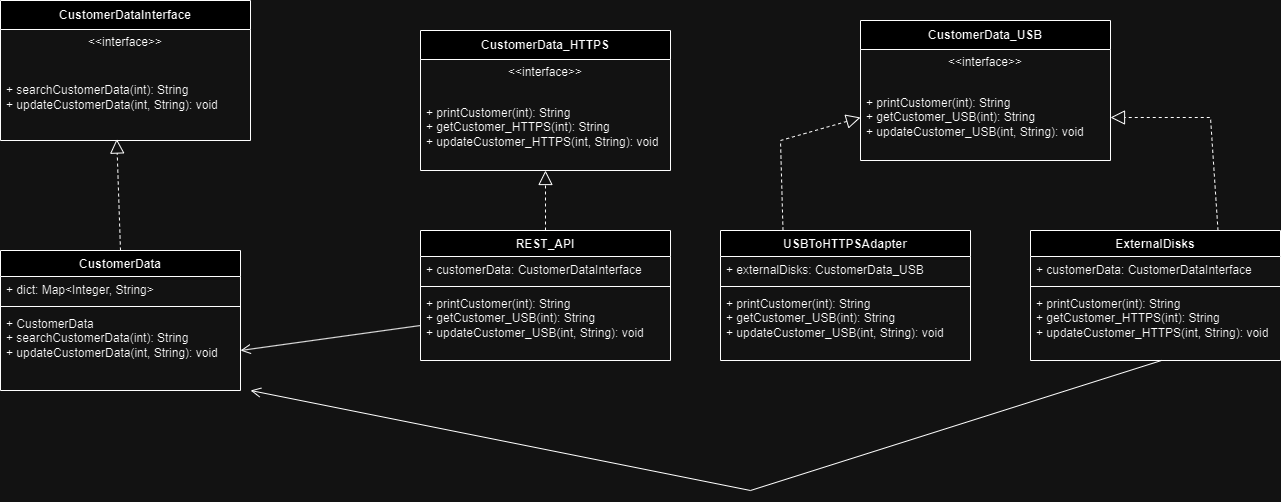 CustomerDataInterface
<<interface>>
+ searchCustomerData(int): String
+ updateCustomerData(int, String): void
CustomerData_HTTPS
<<interface>>
+ printCustomer(int): String
+ getCustomer_HTTPS(int): String
+ updateCustomer_HTTPS(int, String): void
CustomerData_USB
<<interface>>
+ printCustomer(int): String
+ getCustomer_USB(int): String
+ updateCustomer_USB(int, String): void
CustomerData
+ dict: Map<Integer, String>
+ CustomerData
+ searchCustomerData(int): String
+ updateCustomerData(int, String): void
REST_API
+ customerData: CustomerDataInterface
+ printCustomer(int): String
+ getCustomer_USB(int): String
+ updateCustomer_USB(int, String): void
USBToHTTPSAdapter
+ externalDisks: CustomerData_USB
+ printCustomer(int): String
+ getCustomer_USB(int): String
+ updateCustomer_USB(int, String): void
ExternalDisks
+ customerData: CustomerDataInterface
+ printCustomer(int): String
+ getCustomer_HTTPS(int): String
+ updateCustomer_HTTPS(int, String): void